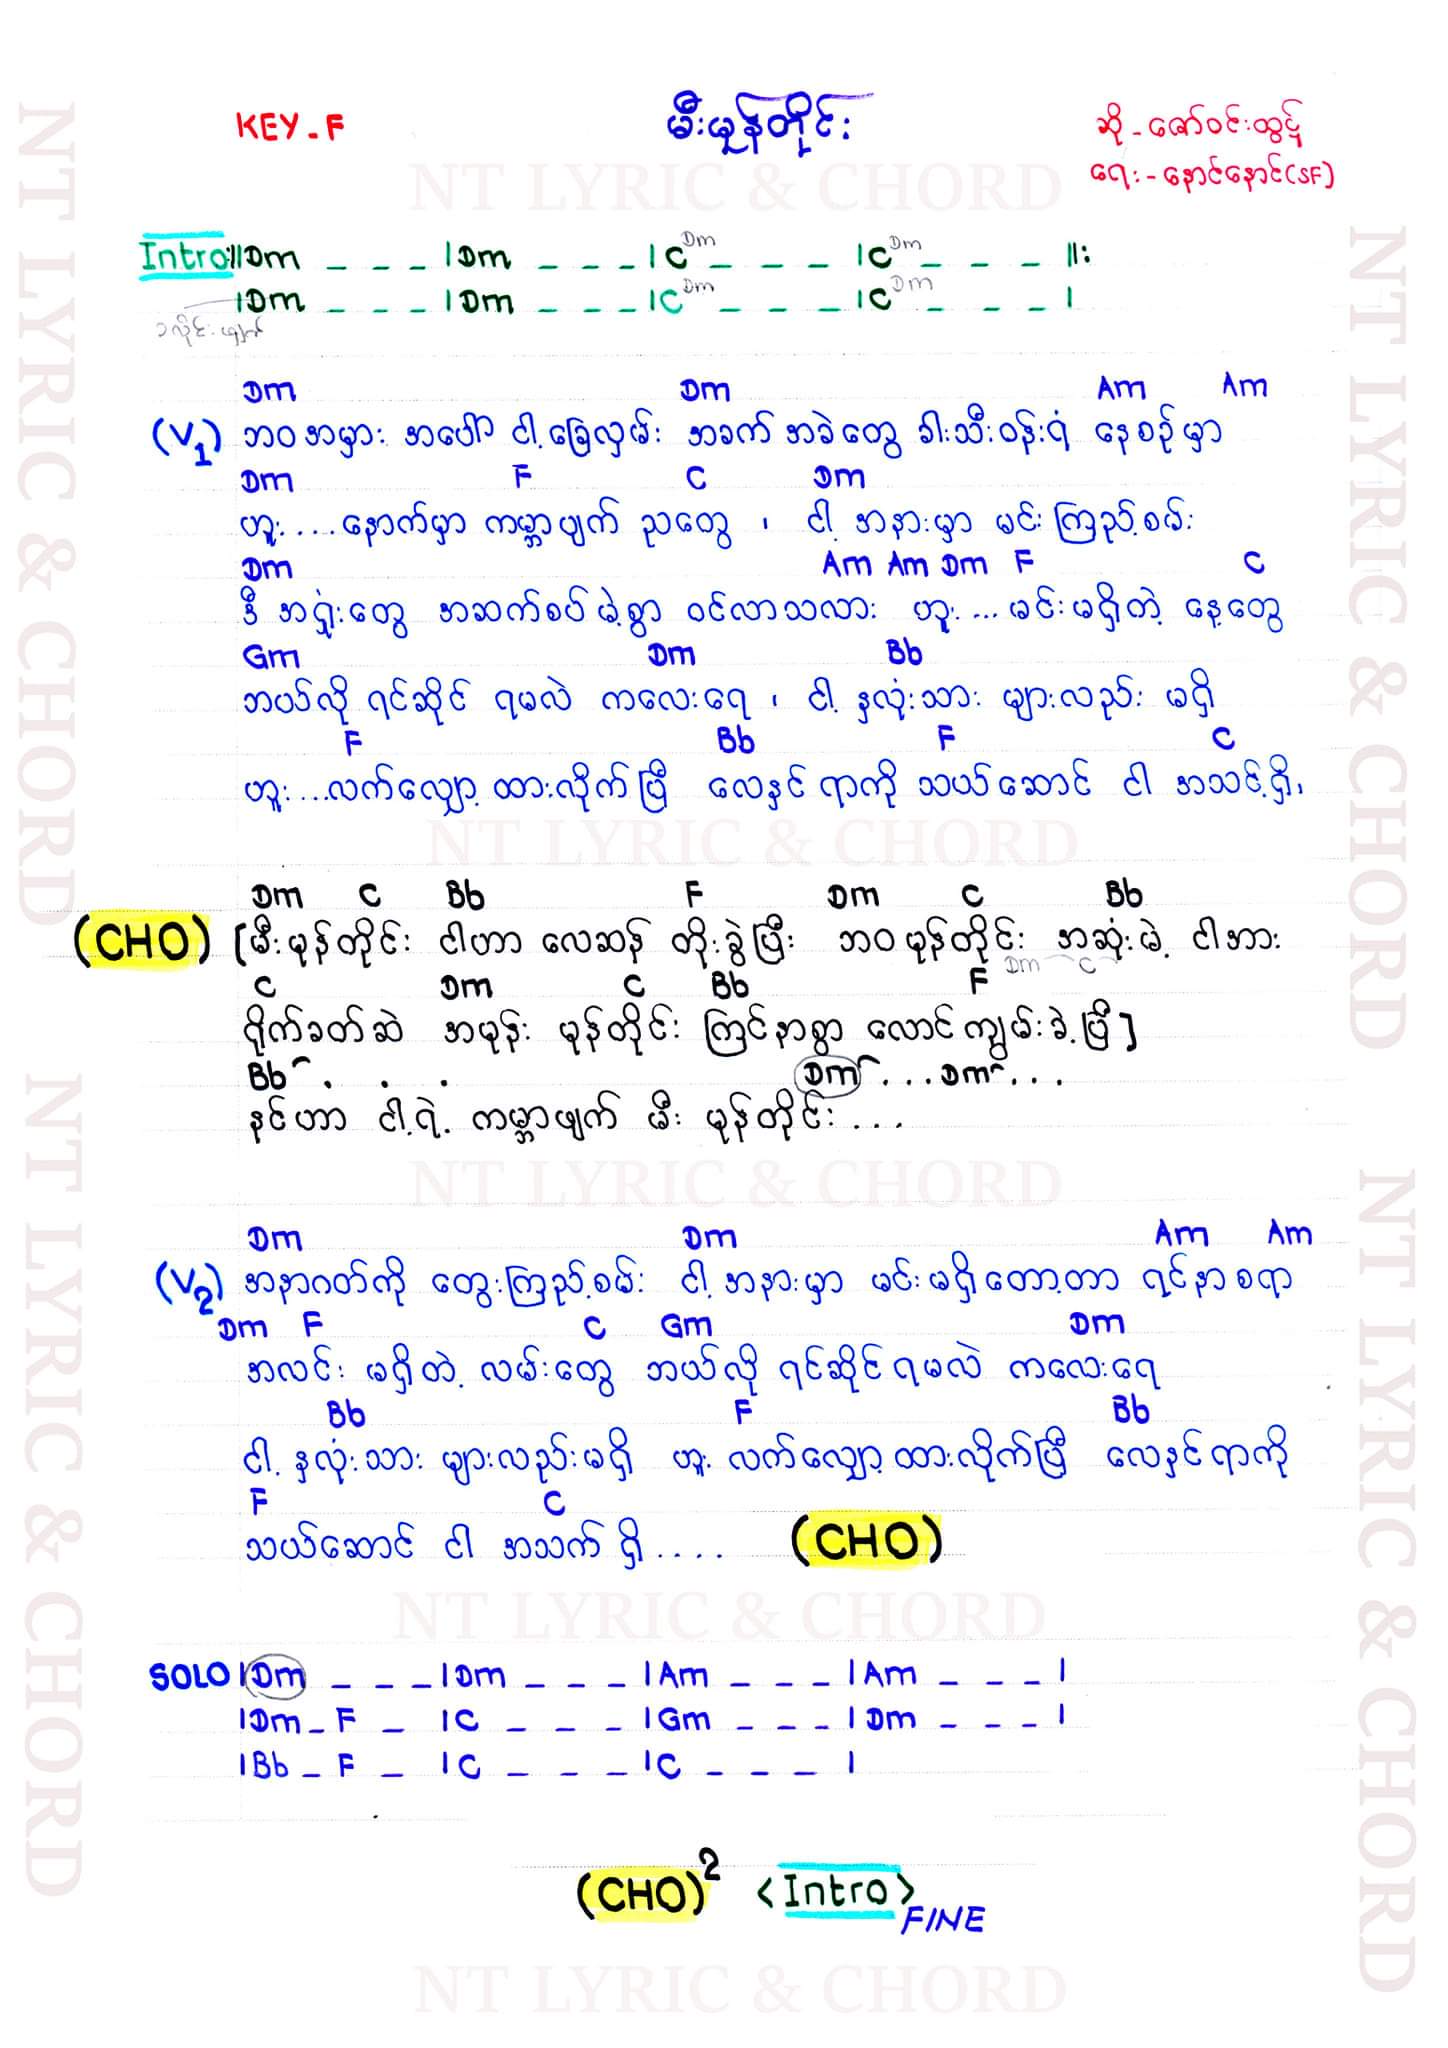 KEY - F
မီးမုန်တိုင်း
ဆို - ဇော်ဝင်းထွဋ်
ရေး - နောင်နောင်(SF)
NT LYRIC & CHORD
Intro :||Dm _ _ _ |Dm _ _ _ |C Dm _ _ _ |C Dm _ _ _ ||:
|Dm _ _ _ |Dm _ _ _ |C Dm _ _ _ |C Dm _ _ _ |
Dm Dm Am Am
(V1) ဘဝအမှား အပေါ် ငါ့ခြေလှမ်း အခက်အခဲတွေ ခါးသီးဝန်းရံ နေစဉ်မှာ
Dm F C Dm
ဟူး .... နောက်မှာ ကမ္ဘာပျက် ညတွေ ၊ ငါ့ အနားမှာ မင်းကြည့်စမ်း
Dm Am Am Dm F C
ဒီ အရှုံးတွေ အဆက်စပ်မဲ့စွာ ဝင်လာသလား ဟူး ... မင်းမရှိတဲ့ နေ့တွေ
Gm Dm Bb
ဘယ်လို ရင်ဆိုင် ရမလဲ ကလေးရေ ၊ ငါ့ နှလုံးသား များလည်း မရှိ
F Bb F C
ဟူး ... လက်လျှော့ ထားလိုက်ပြီ လေနှင်ရာကို သယ်ဆောင် ငါ အသင့်ရှိ၊
NT LYRIC & CHORD
Dm C Bb F Dm C Bb
(CHO) [မီးမုန်တိုင်း ငါဟာ လေဆန် တိုးခွဲပြီး ဘဝမုန်တိုင်း အဆုံးမဲ့ ငါ့အား
Dm C
C Dm C Bb F
ရိုက်ခတ်ဆဲ အမုန်း မုန်တိုင်း ကြင်နာစွာ လောင်ကျွမ်းခဲ့ပြီ]
Bb . . . Dm ... Dm ...
နင်ဟာ ငါ့ရဲ့ ကမ္ဘာပျက် မီး မုန်တိုင်း ...
NT LYRIC & CHORD
Dm Dm Am Am
(V2) အနာဂတ်ကို တွေးကြည့်စမ်း ငါ့ အနားမှာ မင်းမရှိတော့တာ ရင်နာစရာ
Dm F C Gm Dm
အလင်း မရှိတဲ့ လမ်းတွေ ဘယ်လို ရင်ဆိုင်ရမလဲ ကလေးရေ
Bb F Bb
ငါ့ နှလုံးသား များလည်းမရှိ ဟူး လက်လျှော့ထားလိုက်ပြီ လေနှင်ရာကို
F C
သယ်ဆောင် ငါ အသက်ရှိ .... (CHO)
NT LYRIC & CHORD
SOLO |Dm _ _ _ |Dm _ _ _ |Am _ _ _ |Am _ _ _ |
|Dm _ F _ |C _ _ _ |Gm _ _ _ |Dm _ _ _ |
|Bb _ F _ |C _ _ _ |C _ _ _ |
(CHO)2 <Intro> FINE
NT LYRIC & CHORD
NT LYRIC & CHORD
NT LYRIC & CHORD
NT LYRIC & CHORD
NT LYRIC & CHORD